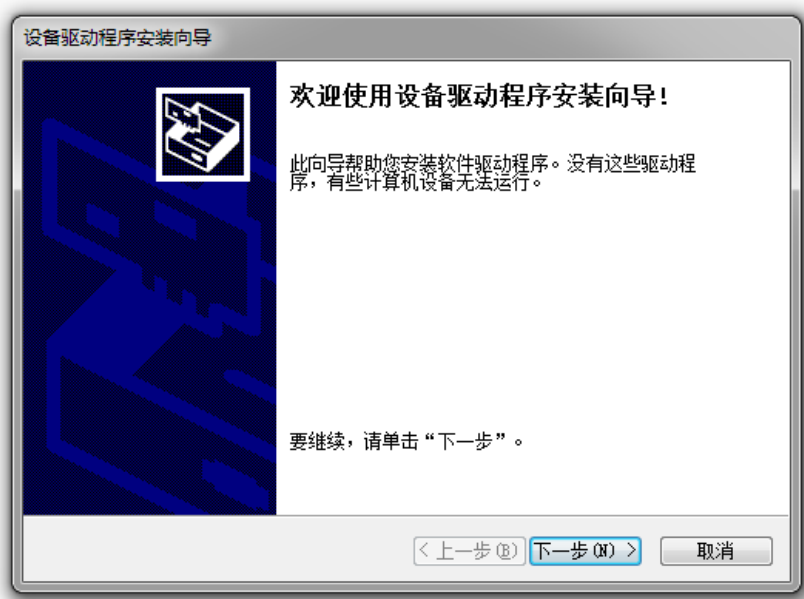 设备驱动程序安装向导
欢迎使用设备驱动程序安装向导!
此向导帮助您安装软件驱动程序。没有这些驱动程
序，有些计算机设备无法运行。
要继续，请单击“下一步”。
< 上一步(B) 下一步(N) > 取消